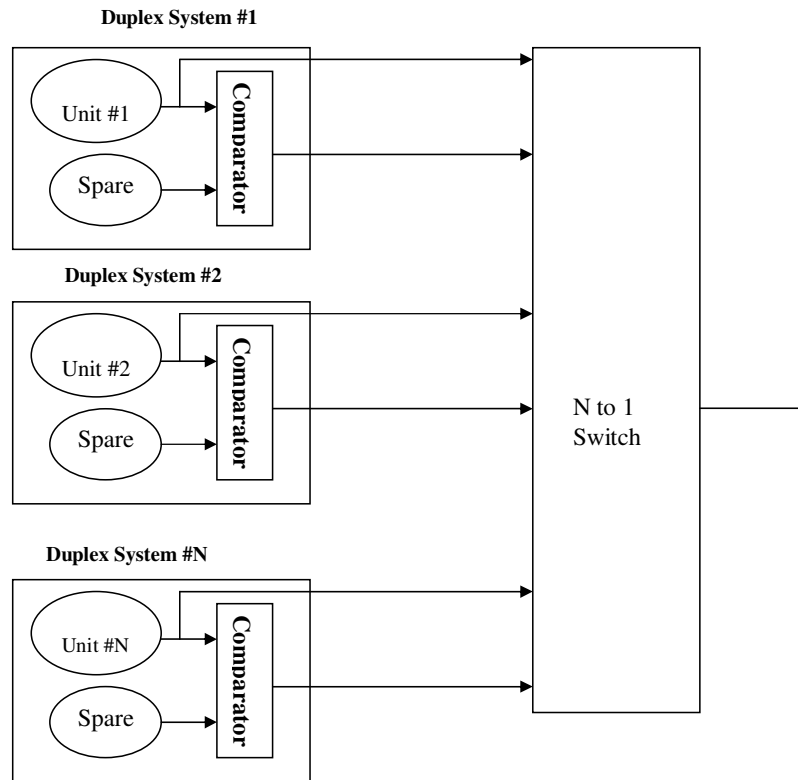 Duplex System #1
Unit #1
Spare
Comparator
Duplex System #2
Unit #2
Spare
Comparator
N to 1
Switch
Duplex System #N
Unit #N
Spare
Comparator